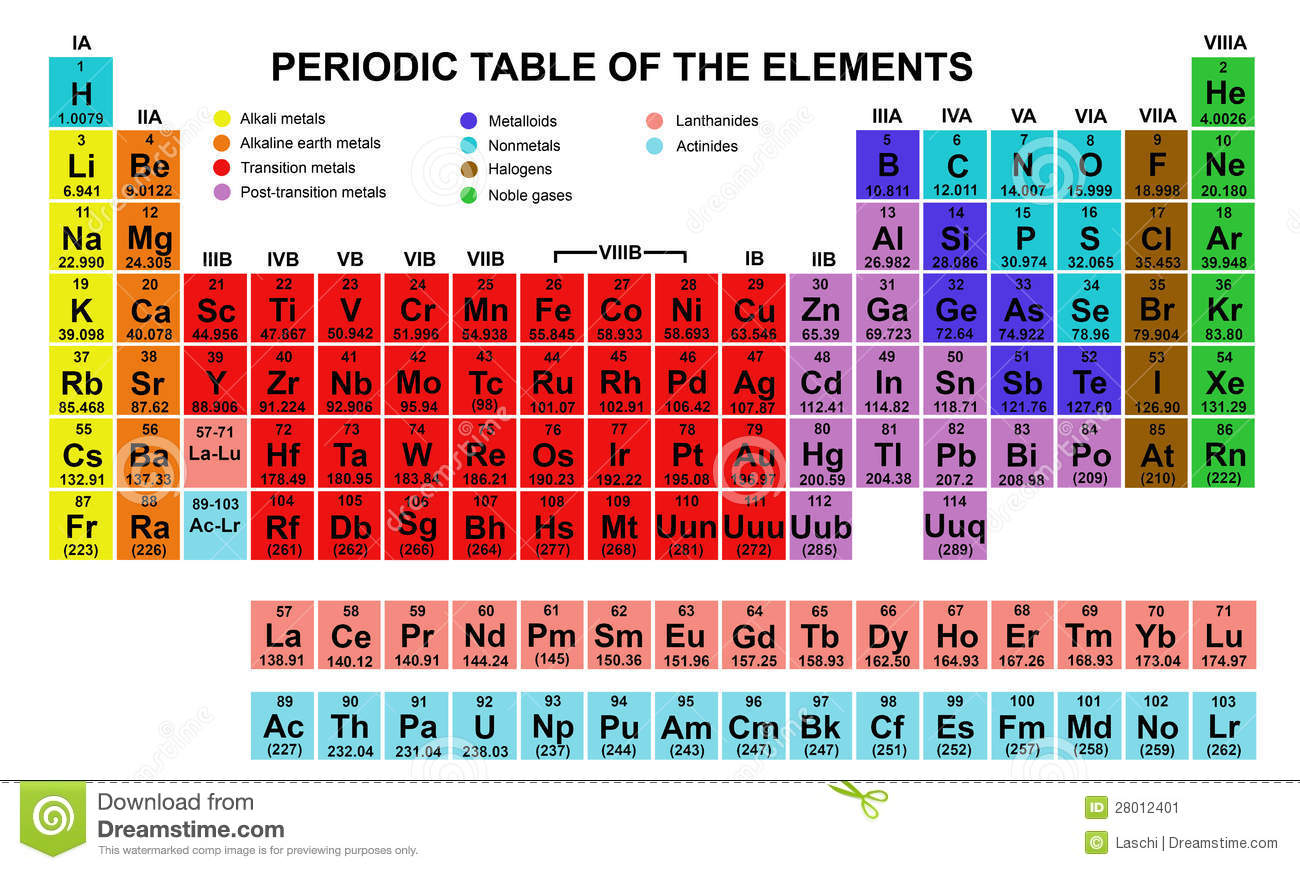 IA
VIIIA
PERIODIC TABLE OF THE ELEMENTS
1
2
H
He
1.0079
4.0026
IIA
IIIA IVA VA VIA VIIA
Alkali metals
Alkaline earth metals
Transition metals
Post-transition metals
Metalloids
Nonmetals
Halogens
Noble gases
Lanthanides
Actinides
3 4 5 6 7 8 9 10
Li Be B C N O F Ne
6.941 9.0122 10.811 12.011 14.007 15.999 18.998 20.180
11 12 13 14 15 16 17 18
Na Mg Al Si P S Cl Ar
22.990 24.305 26.982 28.086 30.974 32.065 35.453 39.948
IIIB IVB VB VIB VIIB VIIIB IB IIB
19 20 21 22 23 24 25 26 27 28 29 30 31 32 33 34 35 36
K Ca Sc Ti V Cr Mn Fe Co Ni Cu Zn Ga Ge As Se Br Kr
39.098 40.078 44.956 47.867 50.942 51.996 54.938 55.845 58.933 58.693 63.546 65.39 69.723 72.64 74.922 78.96 79.904 83.80
37 38 39 40 41 42 43 44 45 46 47 48 49 50 51 52 53 54
Rb Sr Y Zr Nb Mo Tc Ru Rh Pd Ag Cd In Sn Sb Te I Xe
85.468 87.62 88.906 91.224 92.906 95.94 (98) 101.07 102.91 106.42 107.87 112.41 114.82 118.71 121.76 127.60 126.90 131.29
55 56 57-71 72 73 74 75 76 77 78 79 80 81 82 83 84 85 86
Cs Ba La-Lu Hf Ta W Re Os Ir Pt Au Hg Tl Pb Bi Po At Rn
132.91 137.33 178.49 180.95 183.84 186.21 190.23 192.22 195.08 196.97 200.59 204.38 207.2 208.98 (209) (210) (222)
87 88 89-103 104 105 106 107 108 109 110 111 112 114
Fr Ra Ac-Lr Rf Db Sg Bh Hs Mt Uun Uuu Uub Uuq
(223) (226) (261) (262) (266) (264) (277) (268) (281) (272) (285) (289)
57 58 59 60 61 62 63 64 65 66 67 68 69 70 71
La Ce Pr Nd Pm Sm Eu Gd Tb Dy Ho Er Tm Yb Lu
138.91 140.12 140.91 144.24 (145) 150.36 151.96 157.25 158.93 162.50 164.93 167.26 168.93 173.04 174.97
89 90 91 92 93 94 95 96 97 98 99 100 101 102 103
Ac Th Pa U Np Pu Am Cm Bk Cf Es Fm Md No Lr
(227) 232.04 231.04 238.03 (237) (244) (243) (247) (247) (251) (252) (257) (258) (259) (262)
Download from
Dreamstime.com
This watermarked comp image is for previewing purposes only.
ID 28012401
© Laschi | Dreamstime.com